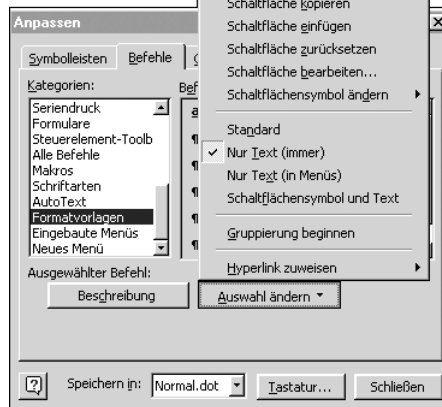 Schaltfläche kopieren
Anpassen
Schaltfläche einfügen
Schaltfläche zurücksetzen
Symbolleisten Befehle
Schaltfläche bearbeiten...
Kategorien:
Schaltflächensymbol ändern
Seriendruck
Formulare
Steuerelement-Toolb
Alle Befehle
Makros
Schriftarten
AutoText
Formatvorlagen
Eingebaute Menüs
Neues Menü
Standard
Nur Text (immer)
Nur Text (in Menüs)
Schaltflächensymbol und Text
Gruppierung beginnen
Hyperlink zuweisen
Ausgewählter Befehl:
Beschreibung Auswahl ändern
Speichern in: Normal.dot Tastatur... Schließen